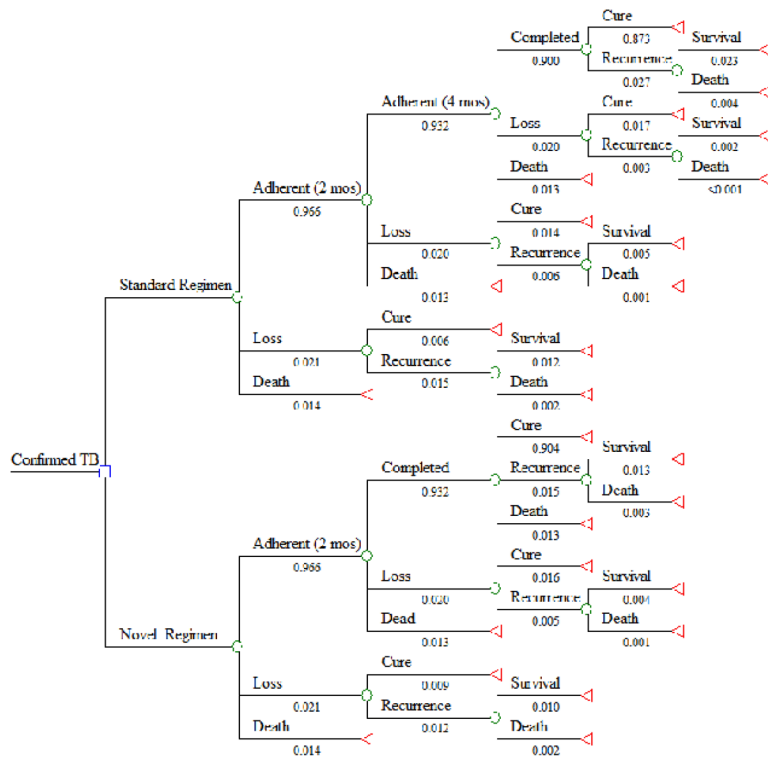 Cure
Completed
0.873
Survival
0.900
Recurrence
0.023
0.027
Death
Adherent (4 mos)
Cure
0.004
0.932
Loss
0.017
Survival
0.020
Recurrence
0.002
Death
0.003
Death
Adherent (2 mos)
0.013
<0.001
0.966
Cure
Loss
0.014
Survival
0.020
Recurrence
0.005
Death
0.006
Death
Standard Regimen
0.013
0.001
Cure
Loss
0.006
Survival
0.021
Recurrence
0.012
Death
0.015
Death
0.014
0.002
Cure
Confirmed TB
0.904
Survival
Completed
Recurrence
0.013
0.932
0.015
Death
Death
0.003
Adherent (2 mos)
0.013
0.966
Cure
Loss
0.016
Survival
0.020
Recurrence
0.004
Dead
0.005
Death
Novel Regimen
0.013
0.001
Cure
Loss
0.009
Survival
0.021
Recurrence
0.010
Death
0.012
Death
0.014
0.002